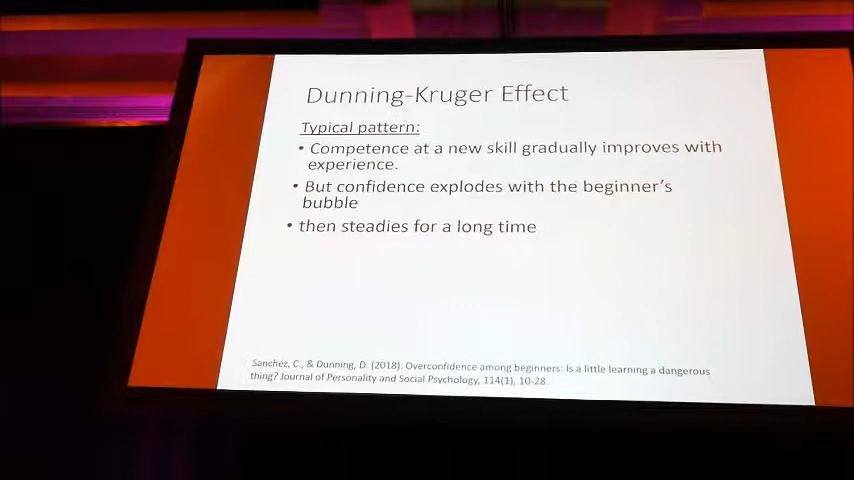 Dunning-Kruger Effect
Typical pattern:
• Competence at a new skill gradually improves with
experience.
• But confidence explodes with the beginner's
bubble
• then steadies for a long time
Sanchez, C., & Dunning, D. (2018). Overconfidence among beginners: Is a little learning a dangerous
thing? Journal of Personality and Social Psychology, 114(1), 10-28.